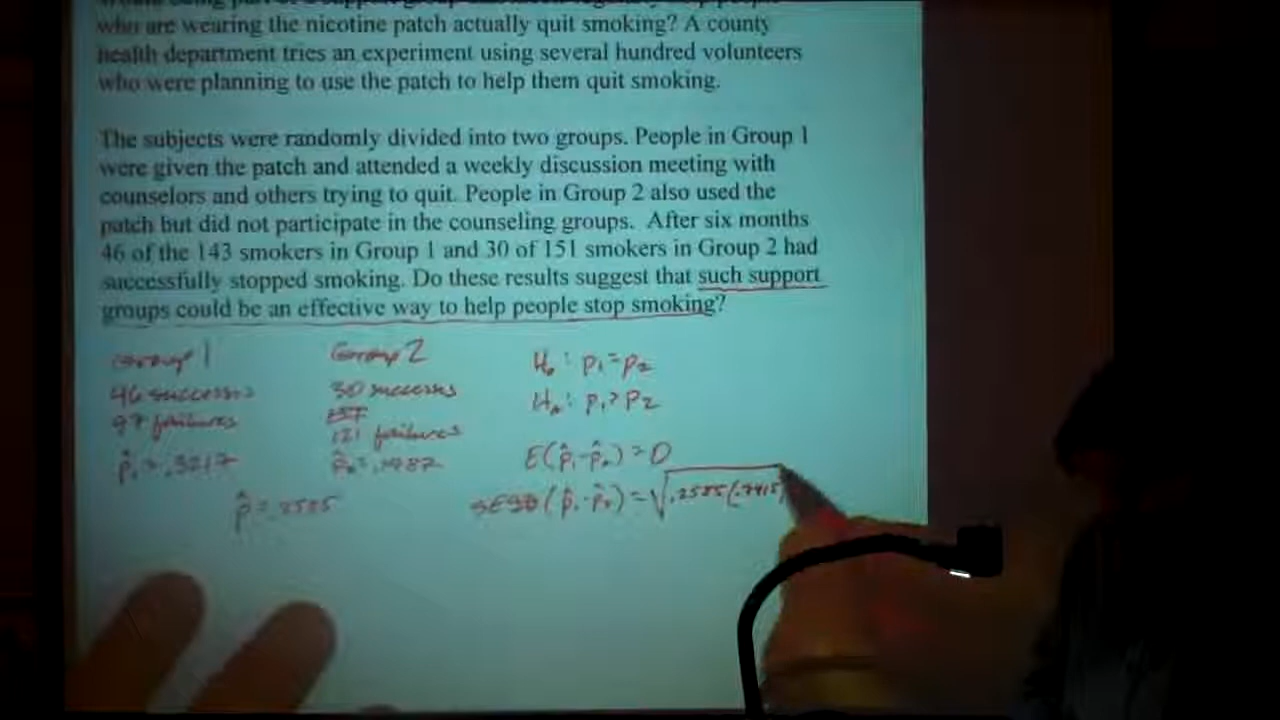 who are wearing the nicotine patch actually quit smoking? A county
health department tries an experiment using several hundred volunteers
who were planning to use the patch to help them quit smoking.
The subjects were randomly divided into two groups. People in Group 1
were given the patch and attended a weekly discussion meeting with
counselors and others trying to quit. People in Group 2 also used the
patch but did not participate in the counseling groups. After six months
46 of the 143 smokers in Group 1 and 30 of 151 smokers in Group 2 had
successfully stopped smoking. Do these results suggest that such support
groups could be an effective way to help people stop smoking?
Group 1
46 successes
97 failures
p̂₁ = .3217
Group 2
30 successes
121 failures
p̂₂ = .1987
p̂ = .2585
H₀: p₁ = p₂
Hₐ: p₁ > p₂
E(p̂₁-p̂₂) = 0
(p̂₁-p̂₂) = √.2585(.7415)